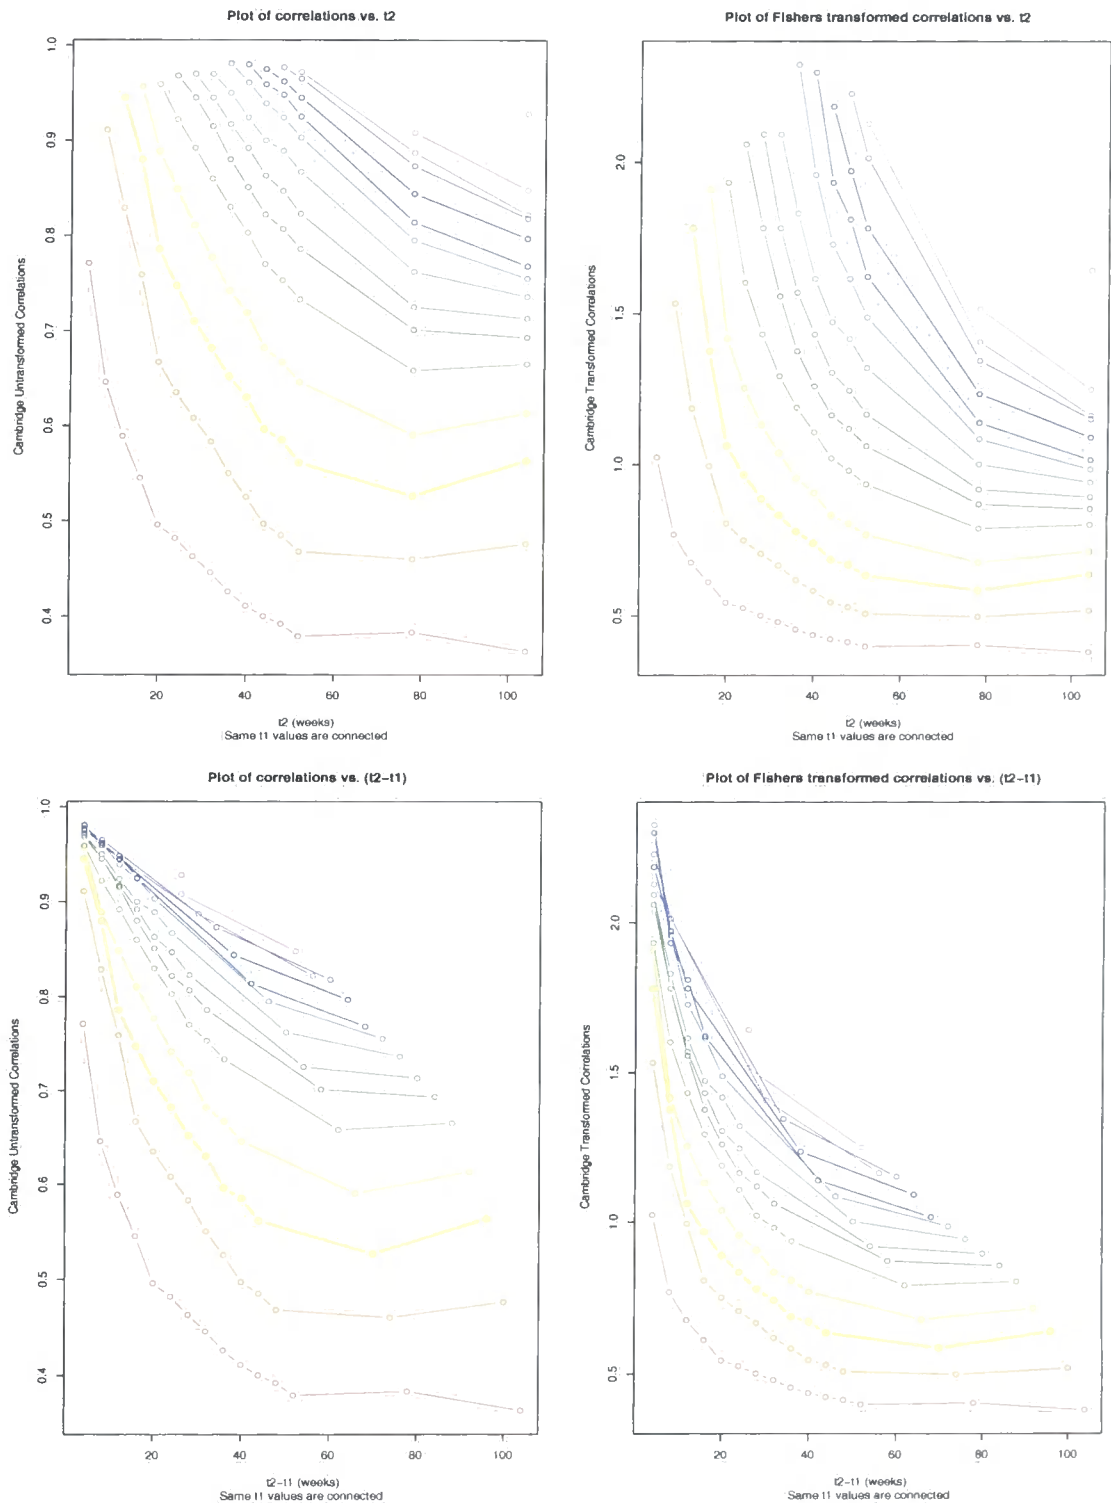 Plot of correlations vs. t2
Cambridge Untransformed Correlations
1.0
0.9
0.8
0.7
0.6
0.5
0.4
20 40 60 80 100
t2 (weeks)
Same t1 values are connected
Plot of Fishers transformed correlations vs. t2
Cambridge Transformed Correlations
2.0
1.5
1.0
0.5
20 40 60 80 100
t2 (weeks)
Same t1 values are connected
Plot of correlations vs. (t2-t1)
Cambridge Untransformed Correlations
1.0
0.9
0.8
0.7
0.6
0.5
0.4
20 40 60 80 100
t2-t1 (weeks)
Same t1 values are connected
Plot of Fishers transformed correlations vs. (t2-t1)
Cambridge Transformed Correlations
2.0
1.5
1.0
0.5
20 40 60 80 100
t2-t1 (weeks)
Same t1 values are connected